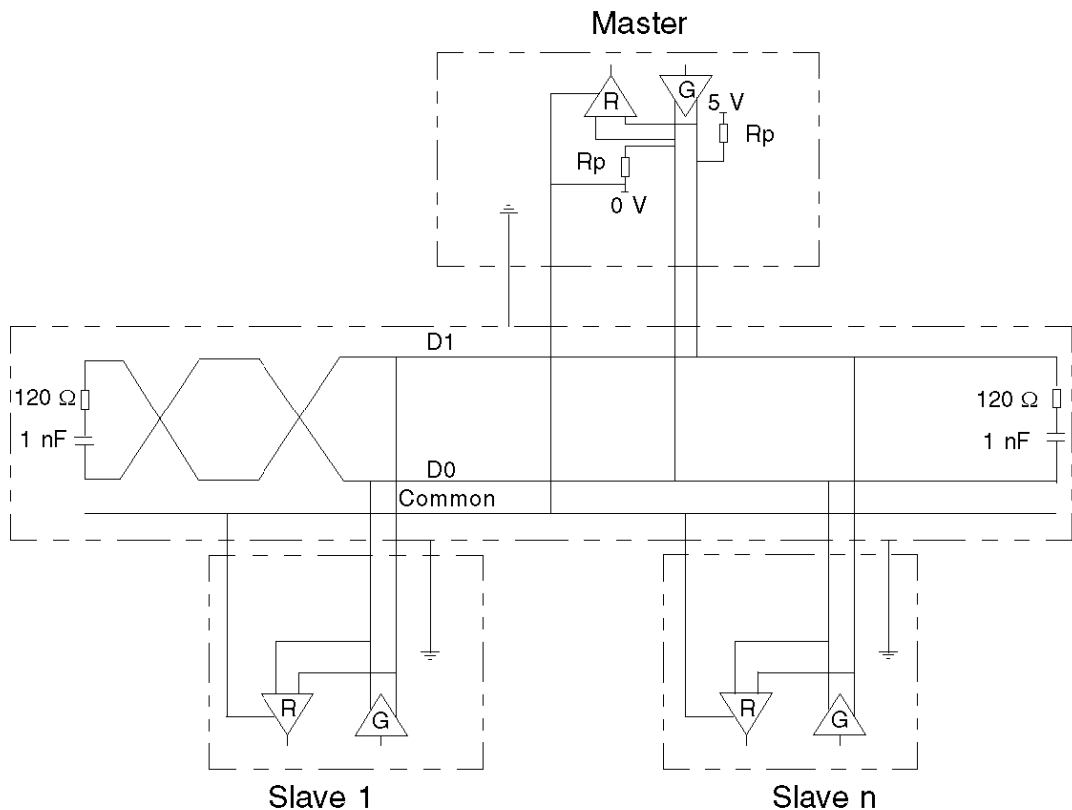 Master
R
G
5 V
Rp
Rp
0 V
D1
120 Ω
1 nF
120 Ω
1 nF
D0
Common
R
G
R
G
Slave 1
Slave n